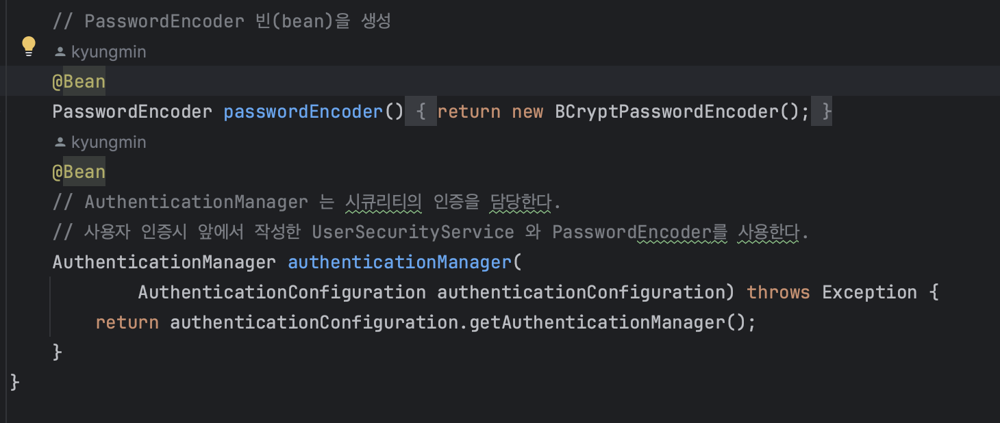 // PasswordEncoder 빈(bean)을 생성
kyungmin
@Bean
PasswordEncoder passwordEncoder() { return new BCryptPasswordEncoder(); }
kyungmin
@Bean
// AuthenticationManager 는 시큐리티의 인증을 담당한다.
// 사용자 인증시 앞에서 작성한 UserSecurityService 와 PasswordEncoder를 사용한다.
AuthenticationManager authenticationManager(
AuthenticationConfiguration authenticationConfiguration) throws Exception {
return authenticationConfiguration.getAuthenticationManager();
}
}